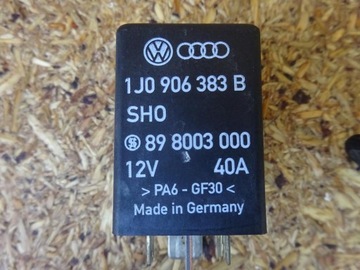 1J0 906 383 B
SHO
89 8003 000
12V 40A
> PA6 - GF30 <
Made in Germany